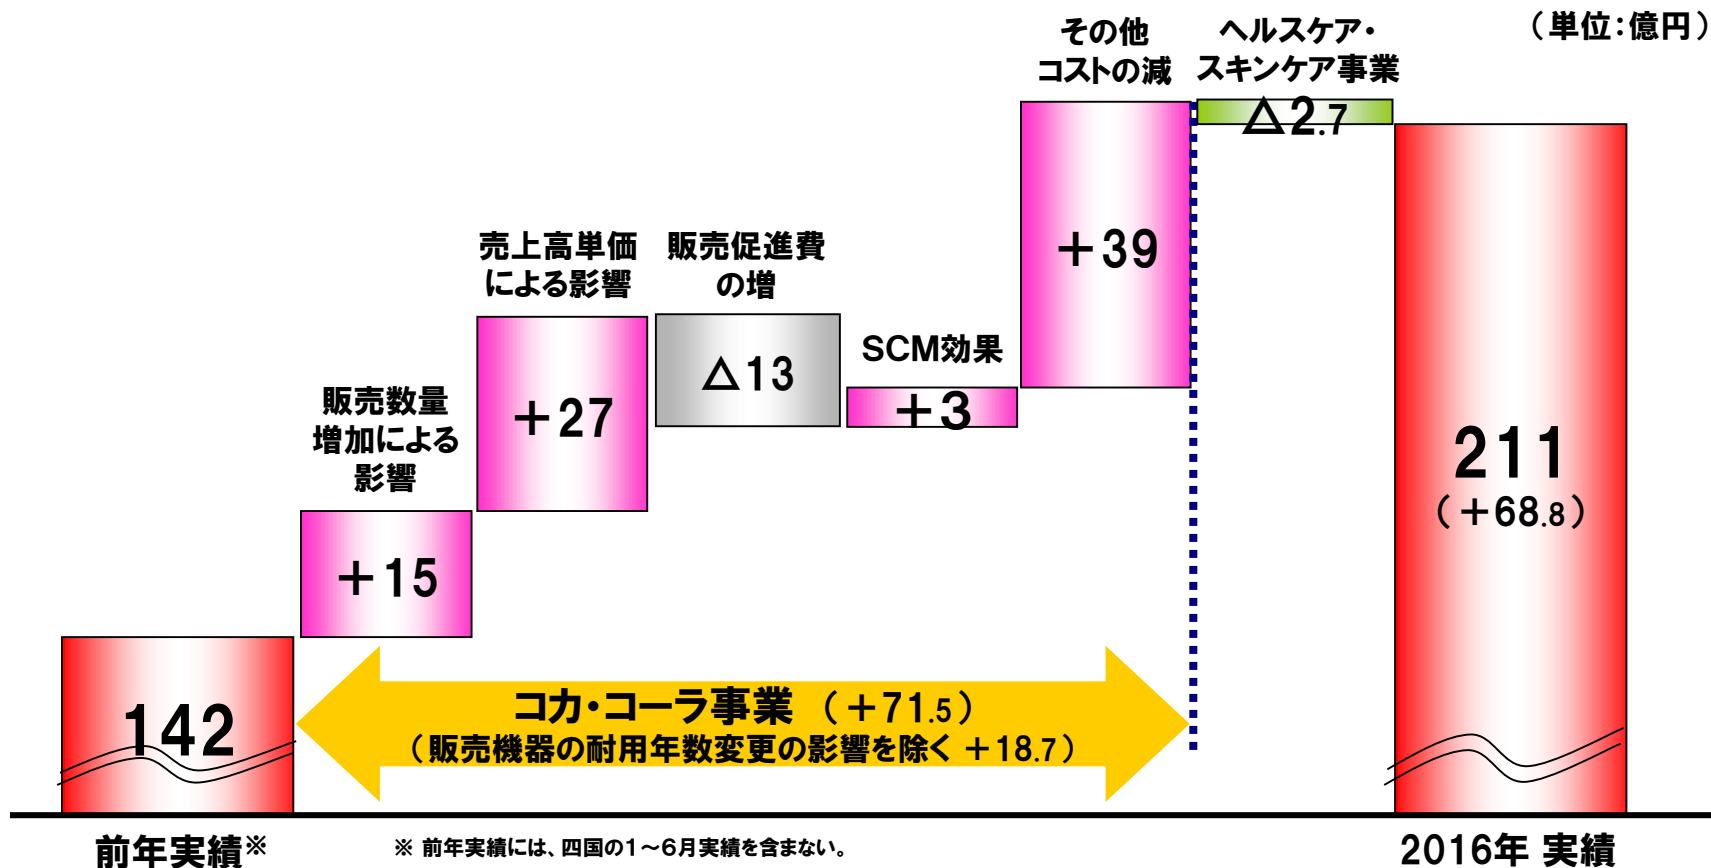 （単位：億円）
その他
コストの減
ヘルスケア・
スキンケア事業
△2.7
売上高単価
による影響
販売促進費
の増
＋39
SCM効果
△13
販売数量
増加による
影響
＋27
＋3
211
（＋68.8）
＋15
142
コカ・コーラ事業 （＋71.5）
（販売機器の耐用年数変更の影響を除く ＋18.7）
前年実績※
※ 前年実績には、四国の1～6月実績を含まない。
2016年 実績